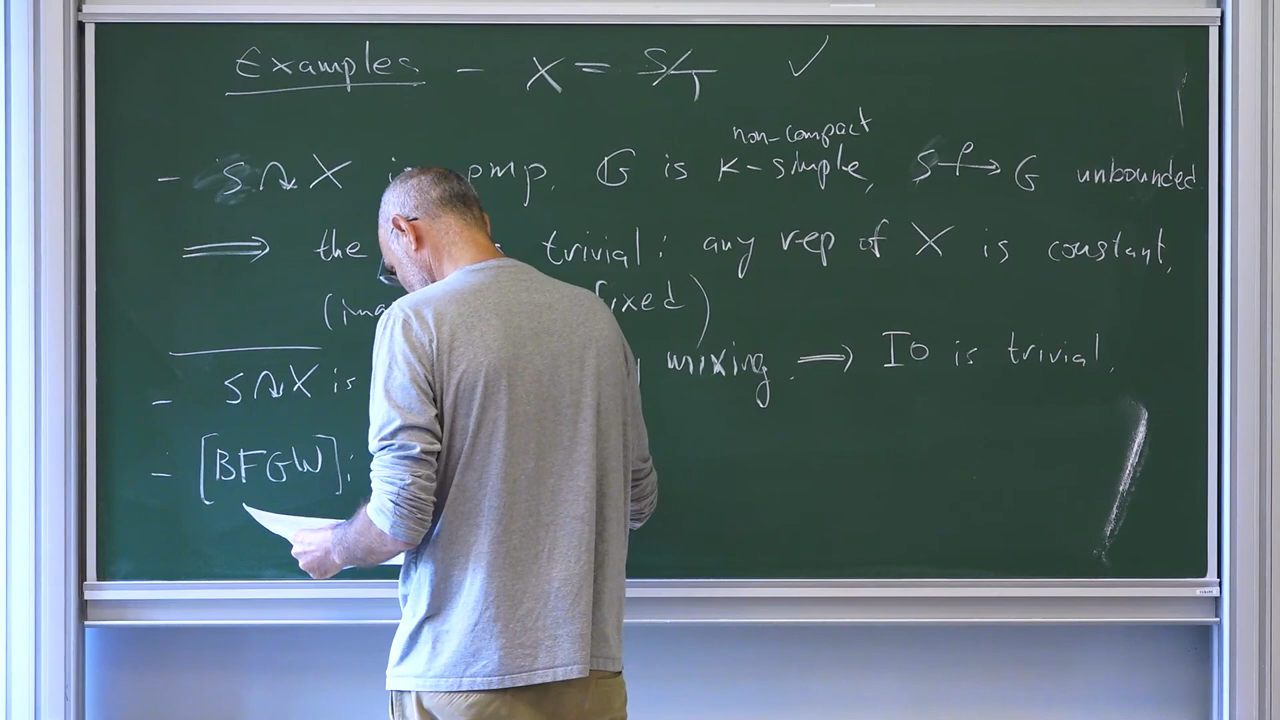 Examples - X = S/T ✓
non-compact
- S ↷ X is pmp. G is k-simple, S —ρ→ G unbounded
⟹ the trivial: any rep of X is constant,
fixed)
- S ↷ X is mixing. ⟹ IO is trivial.
- [BFGW]: